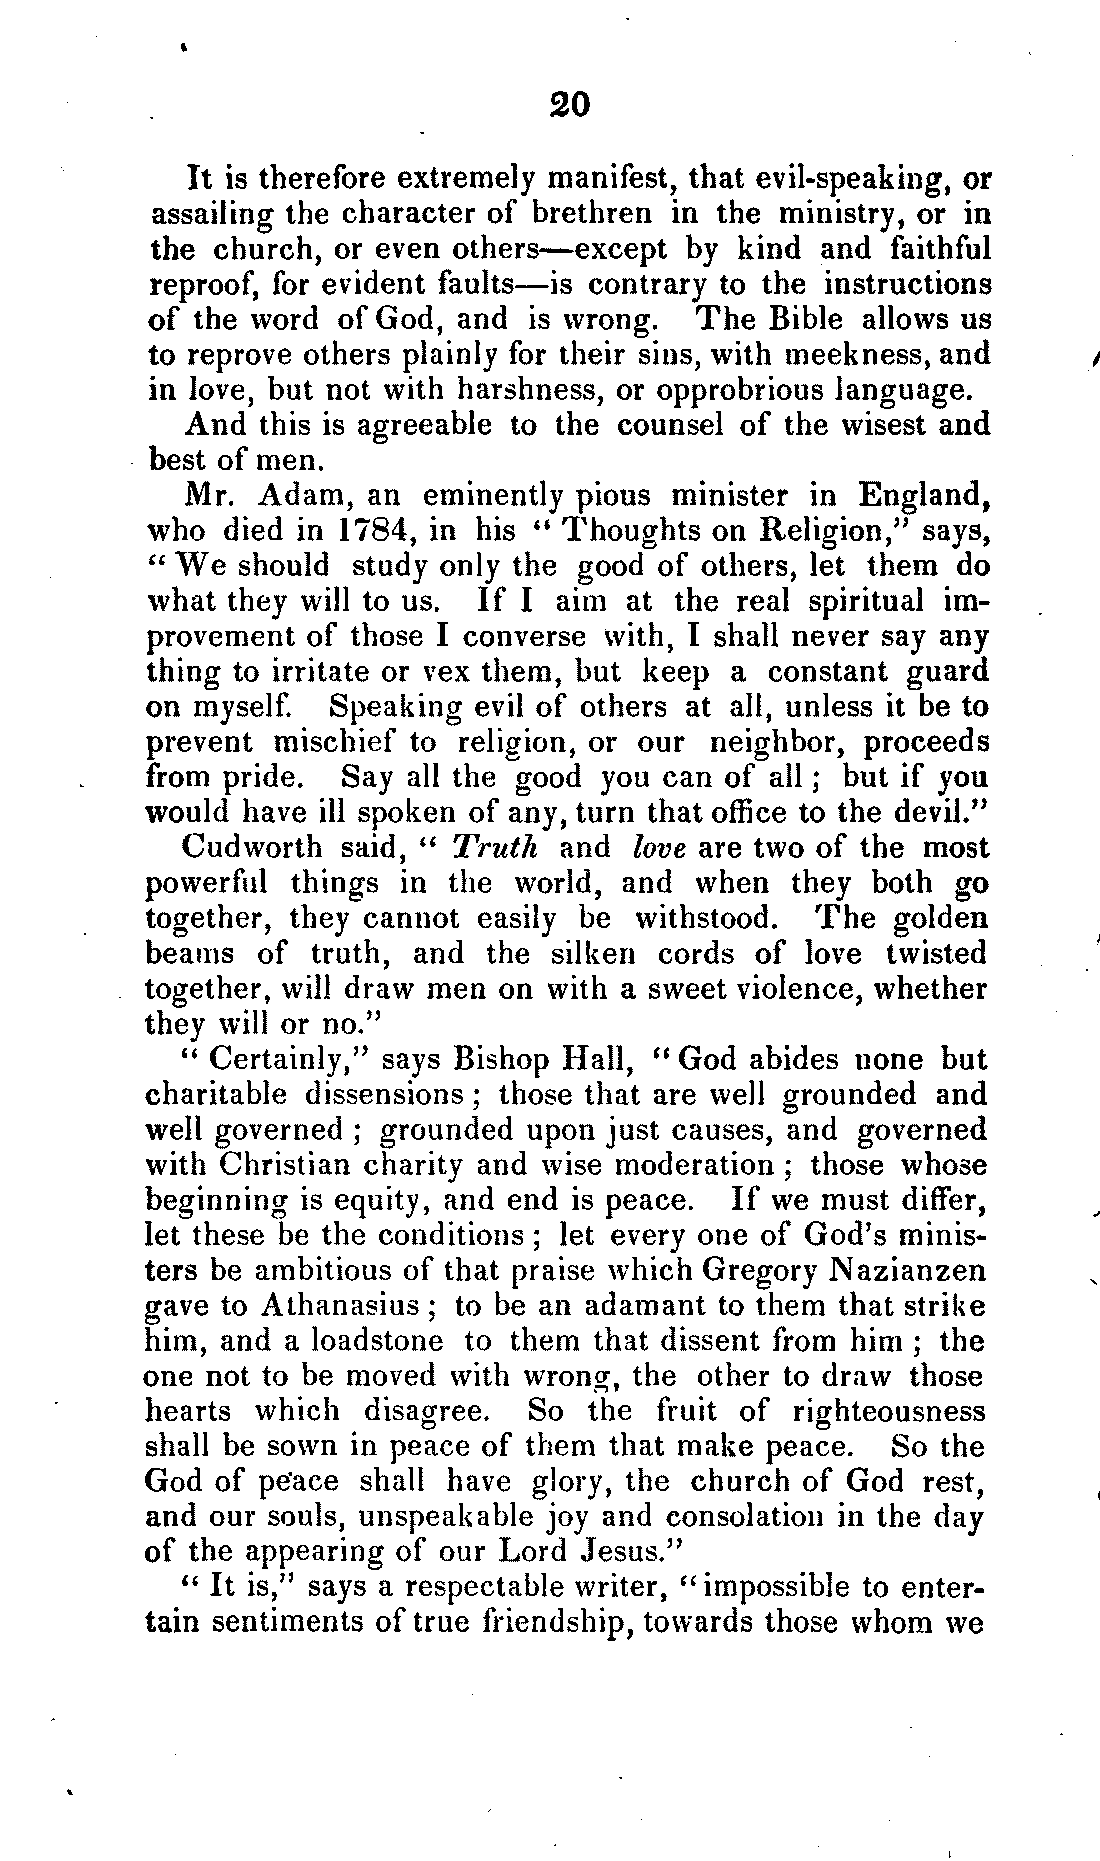 20
It is therefore extremely manifest, that evil-speaking, or
assailing the character of brethren in the ministry, or in
the church, or even others—except by kind and faithful
reproof, for evident faults—is contrary to the instructions
of the word of God, and is wrong. The Bible allows us
to reprove others plainly for their sins, with meekness, and
in love, but not with harshness, or opprobrious language.
And this is agreeable to the counsel of the wisest and
best of men.
Mr. Adam, an eminently pious minister in England,
who died in 1784, in his "Thoughts on Religion," says,
"We should study only the good of others, let them do
what they will to us. If I aim at the real spiritual im-
provement of those I converse with, I shall never say any
thing to irritate or vex them, but keep a constant guard
on myself. Speaking evil of others at all, unless it be to
prevent mischief to religion, or our neighbor, proceeds
from pride. Say all the good you can of all; but if you
would have ill spoken of any, turn that office to the devil."
Cudworth said, "Truth and love are two of the most
powerful things in the world, and when they both go
together, they cannot easily be withstood. The golden
beams of truth, and the silken cords of love twisted
together, will draw men on with a sweet violence, whether
they will or no."
"Certainly," says Bishop Hall, "God abides none but
charitable dissensions; those that are well grounded and
well governed; grounded upon just causes, and governed
with Christian charity and wise moderation; those whose
beginning is equity, and end is peace. If we must differ,
let these be the conditions; let every one of God's minis-
ters be ambitious of that praise which Gregory Nazianzen
gave to Athanasius; to be an adamant to them that strike
him, and a loadstone to them that dissent from him; the
one not to be moved with wrong, the other to draw those
hearts which disagree. So the fruit of righteousness
shall be sown in peace of them that make peace. So the
God of peace shall have glory, the church of God rest,
and our souls, unspeakable joy and consolation in the day
of the appearing of our Lord Jesus."
"It is," says a respectable writer, "impossible to enter-
tain sentiments of true friendship, towards those whom we